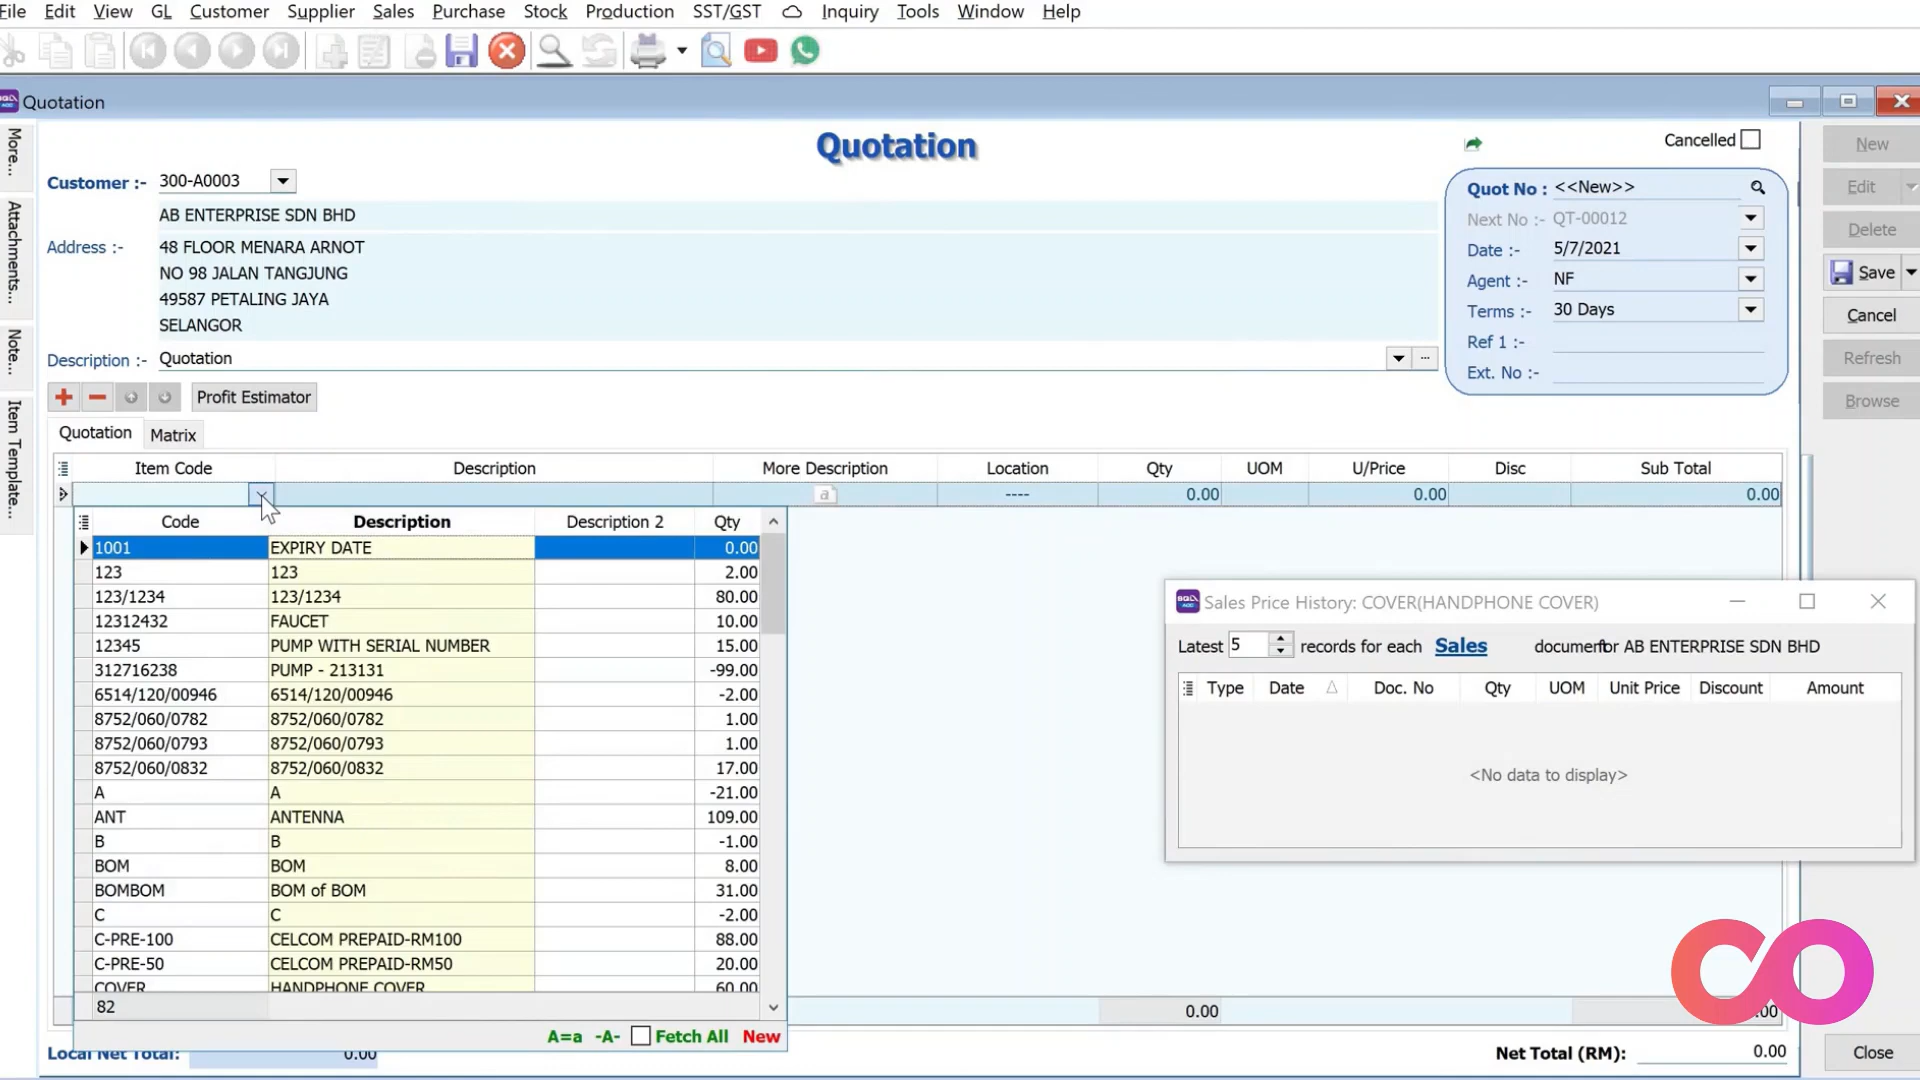 File Edit View GL Customer Supplier Sales Purchase Stock Production SST/GST Inquiry Tools Window Help
Quotation
Quotation
Cancelled
Customer :- 300-A0003
AB ENTERPRISE SDN BHD
Address :- 48 FLOOR MENARA ARNOT
NO 98 JALAN TANGJUNG
49587 PETALING JAYA
SELANGOR
Description :- Quotation
Quot No : <<New>>
Next No :- QT-00012
Date :- 5/7/2021
Agent :- NF
Terms :- 30 Days
Ref 1 :-
Ext. No :-
New
Edit
Delete
Save
Cancel
Refresh
Browse
More...
Attachments...
Note...
Item Template...
Profit Estimator
Quotation Matrix
Item Code Description More Description Location Qty UOM U/Price Disc Sub Total
a ---- 0.00 0.00 0.00
Code Description Description 2 Qty
1001 EXPIRY DATE 0.00
123 123 2.00
123/1234 123/1234 80.00
12312432 FAUCET 10.00
12345 PUMP WITH SERIAL NUMBER 15.00
312716238 PUMP - 213131 -99.00
6514/120/00946 6514/120/00946 -2.00
8752/060/0782 8752/060/0782 1.00
8752/060/0793 8752/060/0793 1.00
8752/060/0832 8752/060/0832 17.00
A A -21.00
ANT ANTENNA 109.00
B B -1.00
BOM BOM 8.00
BOMBOM BOM of BOM 31.00
C C -2.00
C-PRE-100 CELCOM PREPAID-RM100 88.00
C-PRE-50 CELCOM PREPAID-RM50 20.00
COVER HANDPHONE COVER 60.00
82
A=a -A- Fetch All New
Sales Price History: COVER(HANDPHONE COVER)
Latest 5 records for each Sales document for AB ENTERPRISE SDN BHD
Type Date Doc. No Qty UOM Unit Price Discount Amount
<No data to display>
0.00 .00
Local Net Total: 0.00
Net Total (RM): 0.00
Close